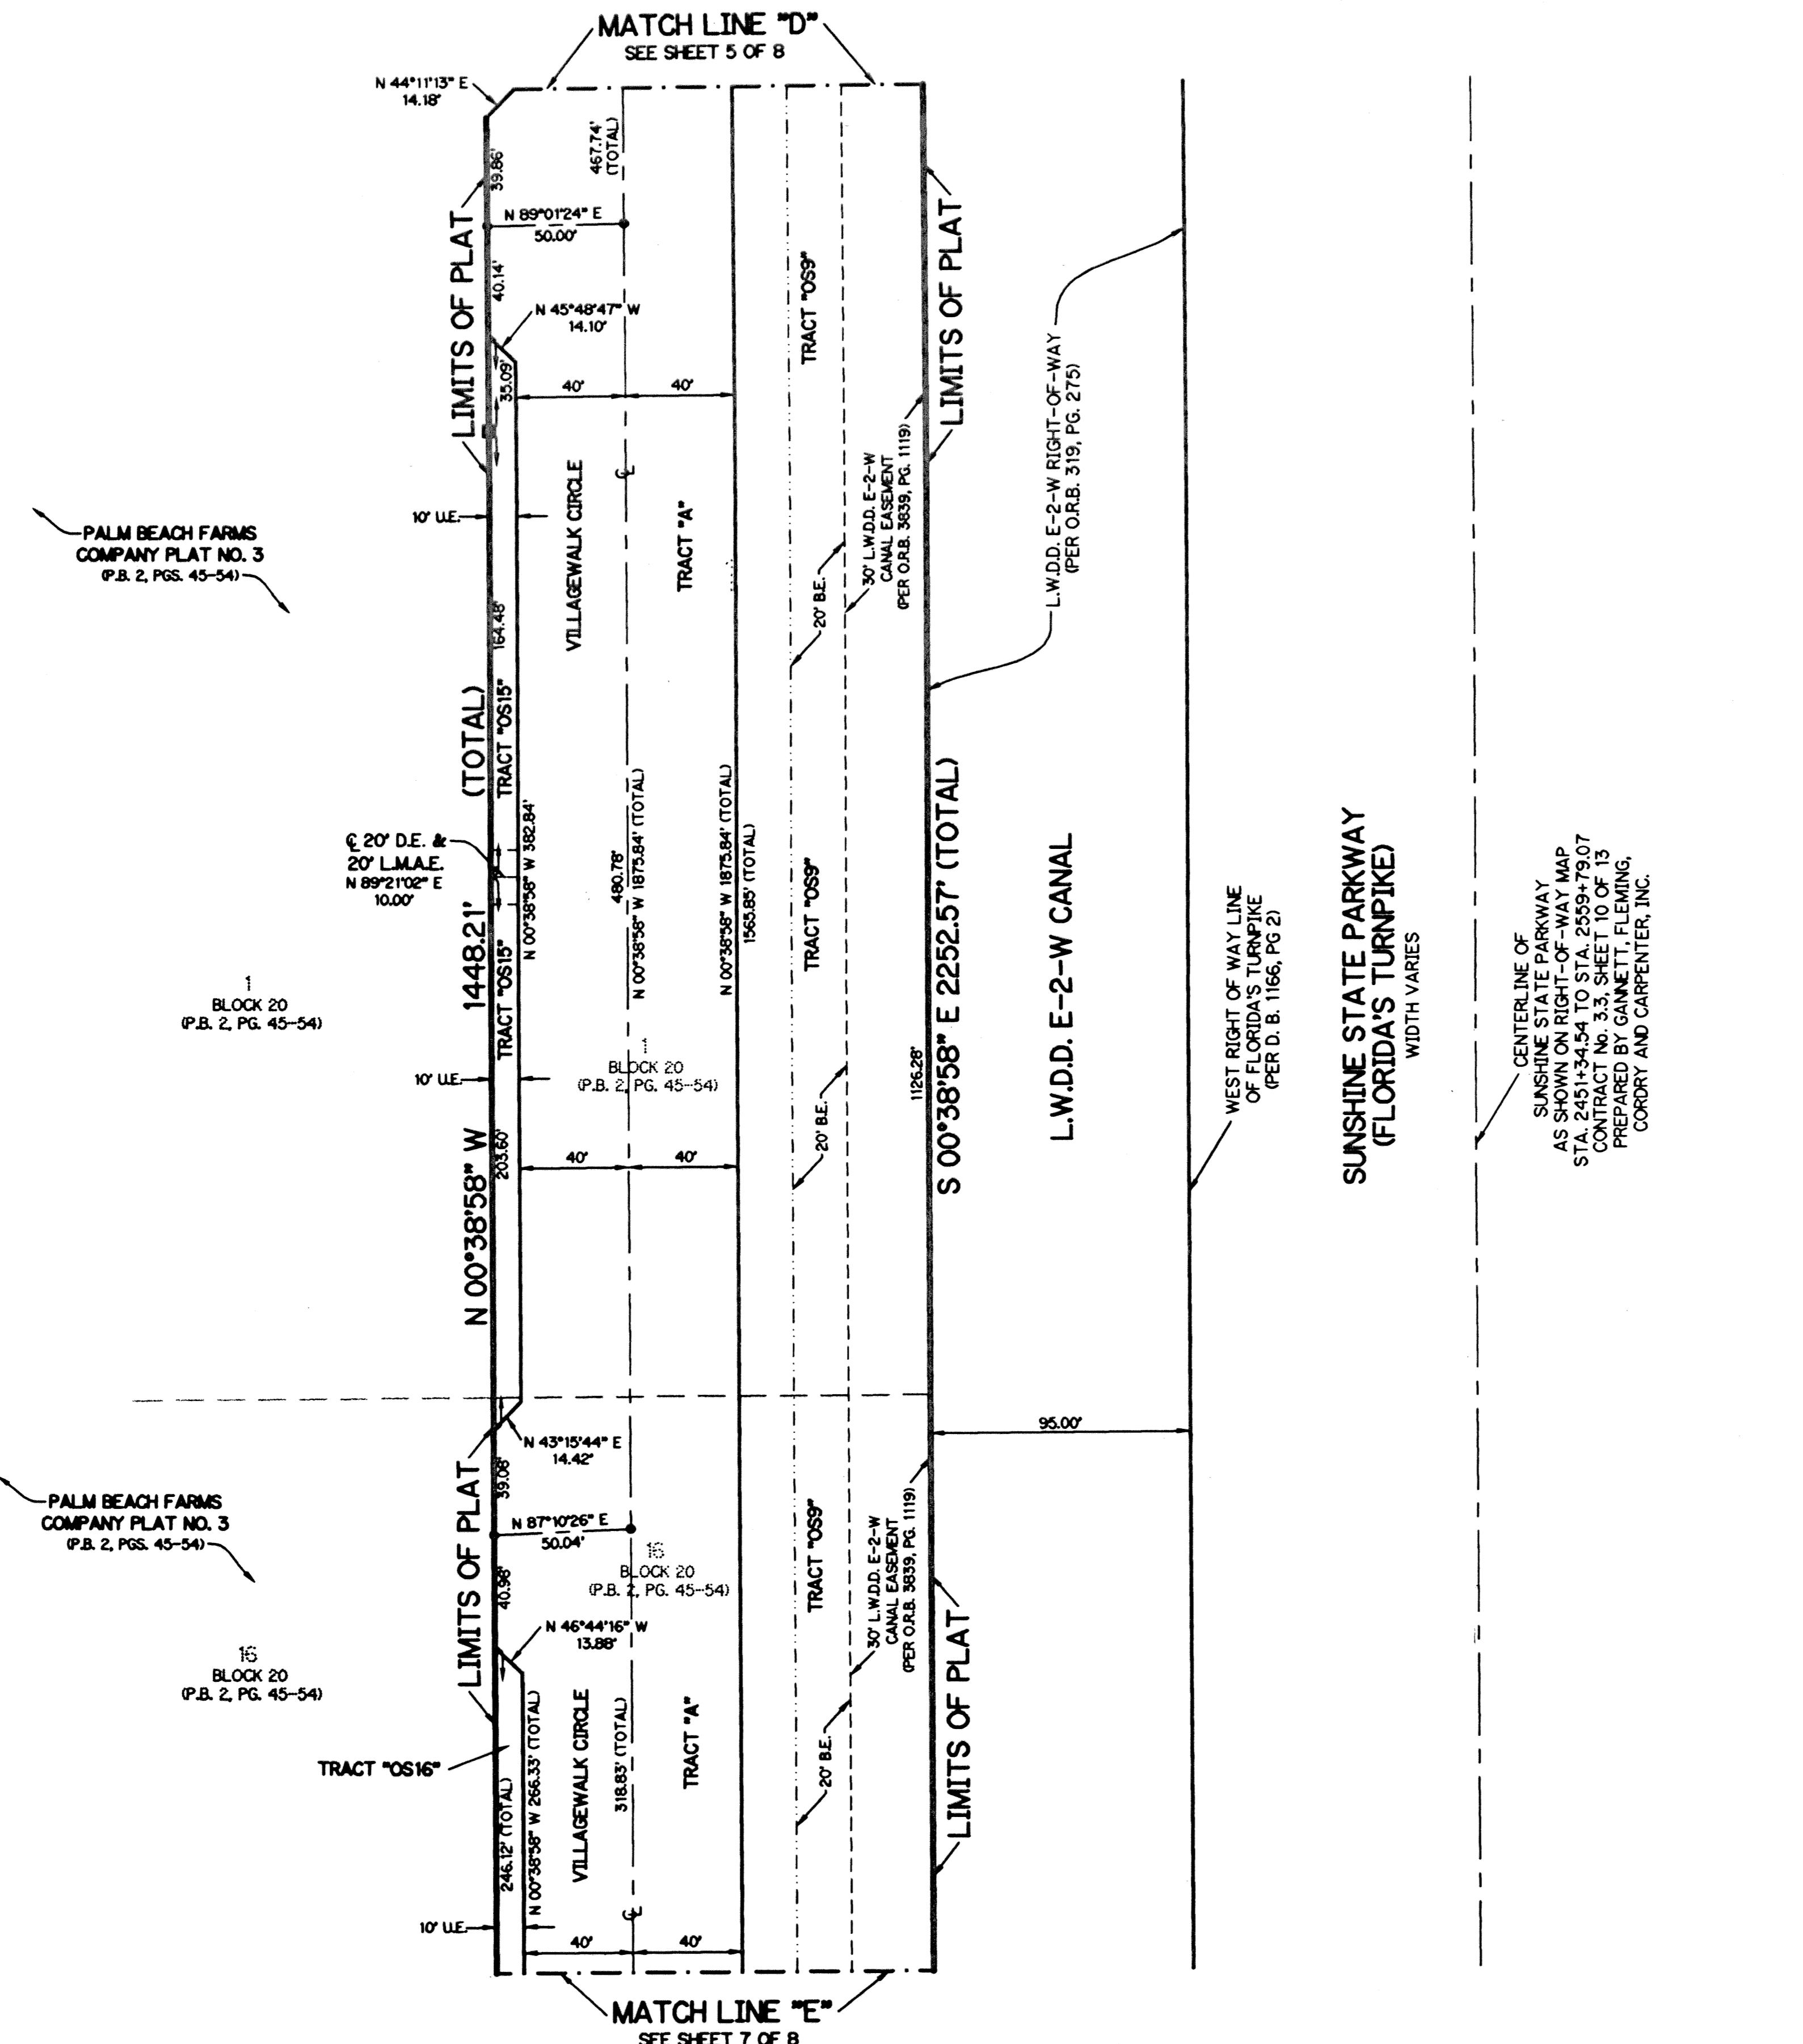 MATCH LINE "D"
SEE SHEET 5 OF 8
N 44°11'13" E
14.18'
39.86'
467.74'
(TOTAL)
N 89°01'24" E
50.00'
40.14'
LIMITS OF PLAT
N 45°48'47" W
14.10'
35.09'
40'
40'
TRACT "OS9"
LIMITS OF PLAT
L.W.D.D. E-2-W RIGHT-OF-WAY
(PER O.R.B. 319, PG. 275)
30' L.W.D.D. E-2-W
CANAL EASEMENT
(PER O.R.B. 3839, PG. 1119)
10' U.E.
VILLAGEWALK CIRCLE
℄
TRACT "A"
20' B.E.
PALM BEACH FARMS
COMPANY PLAT NO. 3
(P.B. 2, PGS. 45-54)
164.48'
TRACT "OS15"
N 00°38'58" W 1448.21' (TOTAL)
℄ 20' D.E. &
20' L.M.A.E.
N 89°21'02" E
10.00'
N 00°38'58" W 382.84'
480.78'
N 00°38'58" W 1875.84' (TOTAL)
N 00°38'58" W 1875.84' (TOTAL)
1565.85' (TOTAL)
TRACT "OS9"
1126.28'
S 00°38'58" E 2252.57' (TOTAL)
L.W.D.D. E-2-W CANAL
WEST RIGHT OF WAY LINE
OF FLORIDA'S TURNPIKE
(PER D. B. 1166, PG 2)
SUNSHINE STATE PARKWAY
(FLORIDA'S TURNPIKE)
WIDTH VARIES
CENTERLINE OF
SUNSHINE STATE PARKWAY
AS SHOWN ON RIGHT-OF-WAY MAP
STA. 2451+34.54 TO STA. 2559+79.07
CONTRACT No. 3.3, SHEET 10 OF 13
PREPARED BY GANNETT, FLEMING,
CORDRY AND CARPENTER, INC.
1
BLOCK 20
(P.B. 2, PG. 45-54)
TRACT "OS15"
1
BLOCK 20
(P.B. 2, PG. 45-54)
10' U.E.
203.60'
40'
40'
20' B.E.
95.00'
N 43°15'44" E
14.42'
39.08'
PALM BEACH FARMS
COMPANY PLAT NO. 3
(P.B. 2, PGS. 45-54)
LIMITS OF PLAT
N 87°10'26" E
50.04'
40.98'
16
BLOCK 20
(P.B. 2, PG. 45-54)
TRACT "OS9"
30' L.W.D.D. E-2-W
CANAL EASEMENT
(PER O.R.B. 3839, PG. 1119)
N 46°44'16" W
13.88'
16
BLOCK 20
(P.B. 2, PG. 45-54)
TRACT "OS16"
246.12' (TOTAL)
N 00°38'58" W 266.33' (TOTAL)
VILLAGEWALK CIRCLE
318.83' (TOTAL)
TRACT "A"
20' B.E.
LIMITS OF PLAT
10' U.E.
℄
40'
40'
MATCH LINE "E"
SEE SHEET 7 OF 8